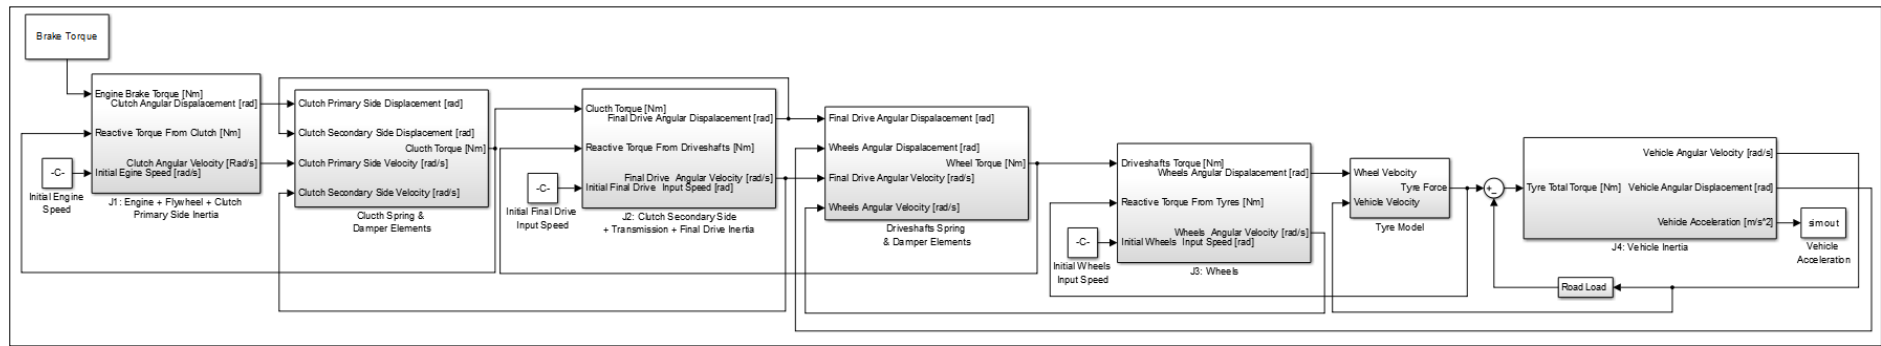 Brake Torque
Engine Brake Torque [Nm]
Clutch Angular Dispalacement [rad]
Reactive Torque From Clutch [Nm]
Clutch Angular Velocity [Rad/s]
Initial Egine Speed [rad/s]
J1: Engine + Flywheel + Clutch
Primary Side Inertia
-C-
Initial Engine
Speed
Clutch Primary Side Displacement [rad]
Clutch Secondary Side Displacement [rad]
Clucth Torque [Nm]
Clutch Primary Side Velocity [rad/s]
Clutch Secondary Side Velocity [rad/s]
Clucth Spring &
Damper Elements
Clucth Torque [Nm]
Final Drive Angular Dispalacement [rad]
Reactive Torque From Driveshafts [Nm]
Final Drive  Angular Velocity [rad/s]
Initial Final Drive  Input Speed [rad]
J2: Clutch Secondary Side
+ Transmission + Final Drive Inertia
-C-
Initial Final Drive
Input Speed
Final Drive Angular Dispalacement [rad]
Wheels Angular Dispalacement [rad]
Wheel Torque [Nm]
Final Drive Angular Velocity [rad/s]
Wheels Angular Velocity [rad/s]
Driveshafts Spring
& Damper Elements
Driveshafts Torque [Nm]
Wheels Angular Displacement [rad]
Reactive Torque From Tyres [Nm]
Wheels  Angular Velocity [rad/s]
Initial Wheels  Input Speed [rad]
J3: Wheels
-C-
Initial Wheels
Input Speed
Wheel Velocity
Tyre Force
Vehicle Velocity
Tyre Model
+
-
Tyre Total Torque [Nm]
Vehicle Angular Velocity [rad/s]
Vehicle Angular Displacement [rad]
Vehicle Acceleration [m/s^2]
J4: Vehicle Inertia
simout
Vehicle
Acceleration
Road Load